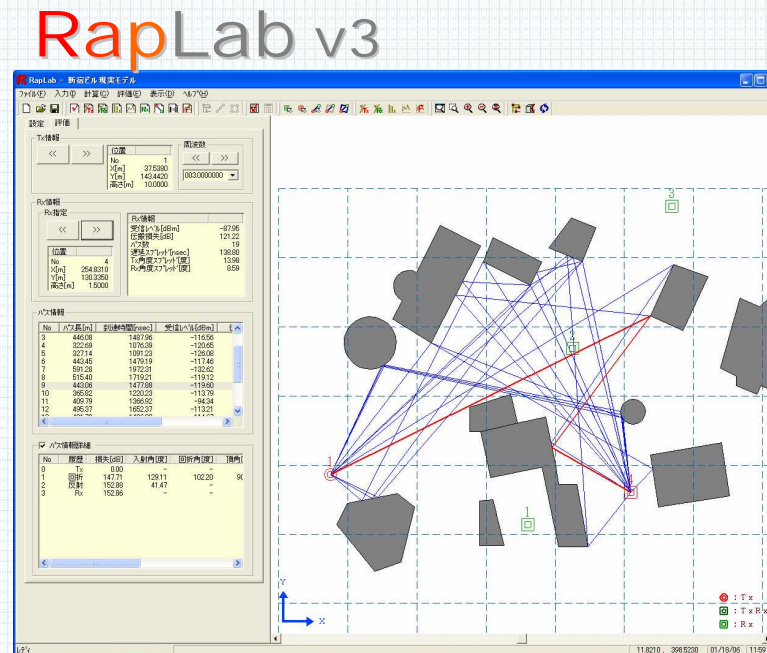 RapLab v3
RapLab - 新宿ビル現実モデル
ファイル(F) 入力(I) 計算(C) 評価(E) 表示(D) ヘルプ(H)
設定 評価
Tx情報
<< >>
位置
No 1
X[m] 37.5380
Y[m] 143.4420
高さ[m] 10.0000
周波数
<< >>
003.0000000
Rx情報
Rx指定
<< >>
位置
No 4
X[m] 254.8310
Y[m] 130.3350
高さ[m] 1.5000
Rx情報
受信レベル[dBm] -87.95
伝搬損失[dB] 121.22
パス数 19
遅延スプレット[nsec] 138.80
Tx角度スプレット[度] 13.98
Rx角度スプレット[度] 8.59
パス情報
No パス長[m] 到達時間[nsec] 受信レベル[dBm]
3 446.08 1487.96 -116.56
4 322.69 1076.39 -120.65
5 327.14 1091.23 -126.08
6 443.45 1479.19 -117.46
7 591.28 1972.31 -132.62
8 515.40 1719.21 -119.12
9 443.06 1477.88 -119.60
10 365.82 1220.23 -113.79
11 409.79 1366.92 -94.34
12 495.37 1652.37 -113.21
パス情報詳細
No 履歴 損失[dB] 入射角[度] 回折角[度] 頂角[
0 Tx 0.00 - -
1 回折 147.71 129.11 102.20 90
2 反射 152.88 41.47 -
3 Rx 152.86 - -
3
2
1
4
1
Y
X
: Tx
: TxRx
: Rx
レディ
11.8210 , 398.5230 01/18/06 11:59